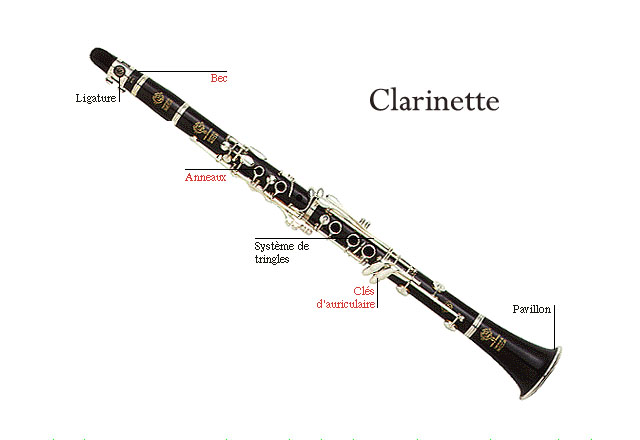 Bec
Ligature
Clarinette
Anneaux
Système de
tringles
Clés
d'auriculaire
Pavillon